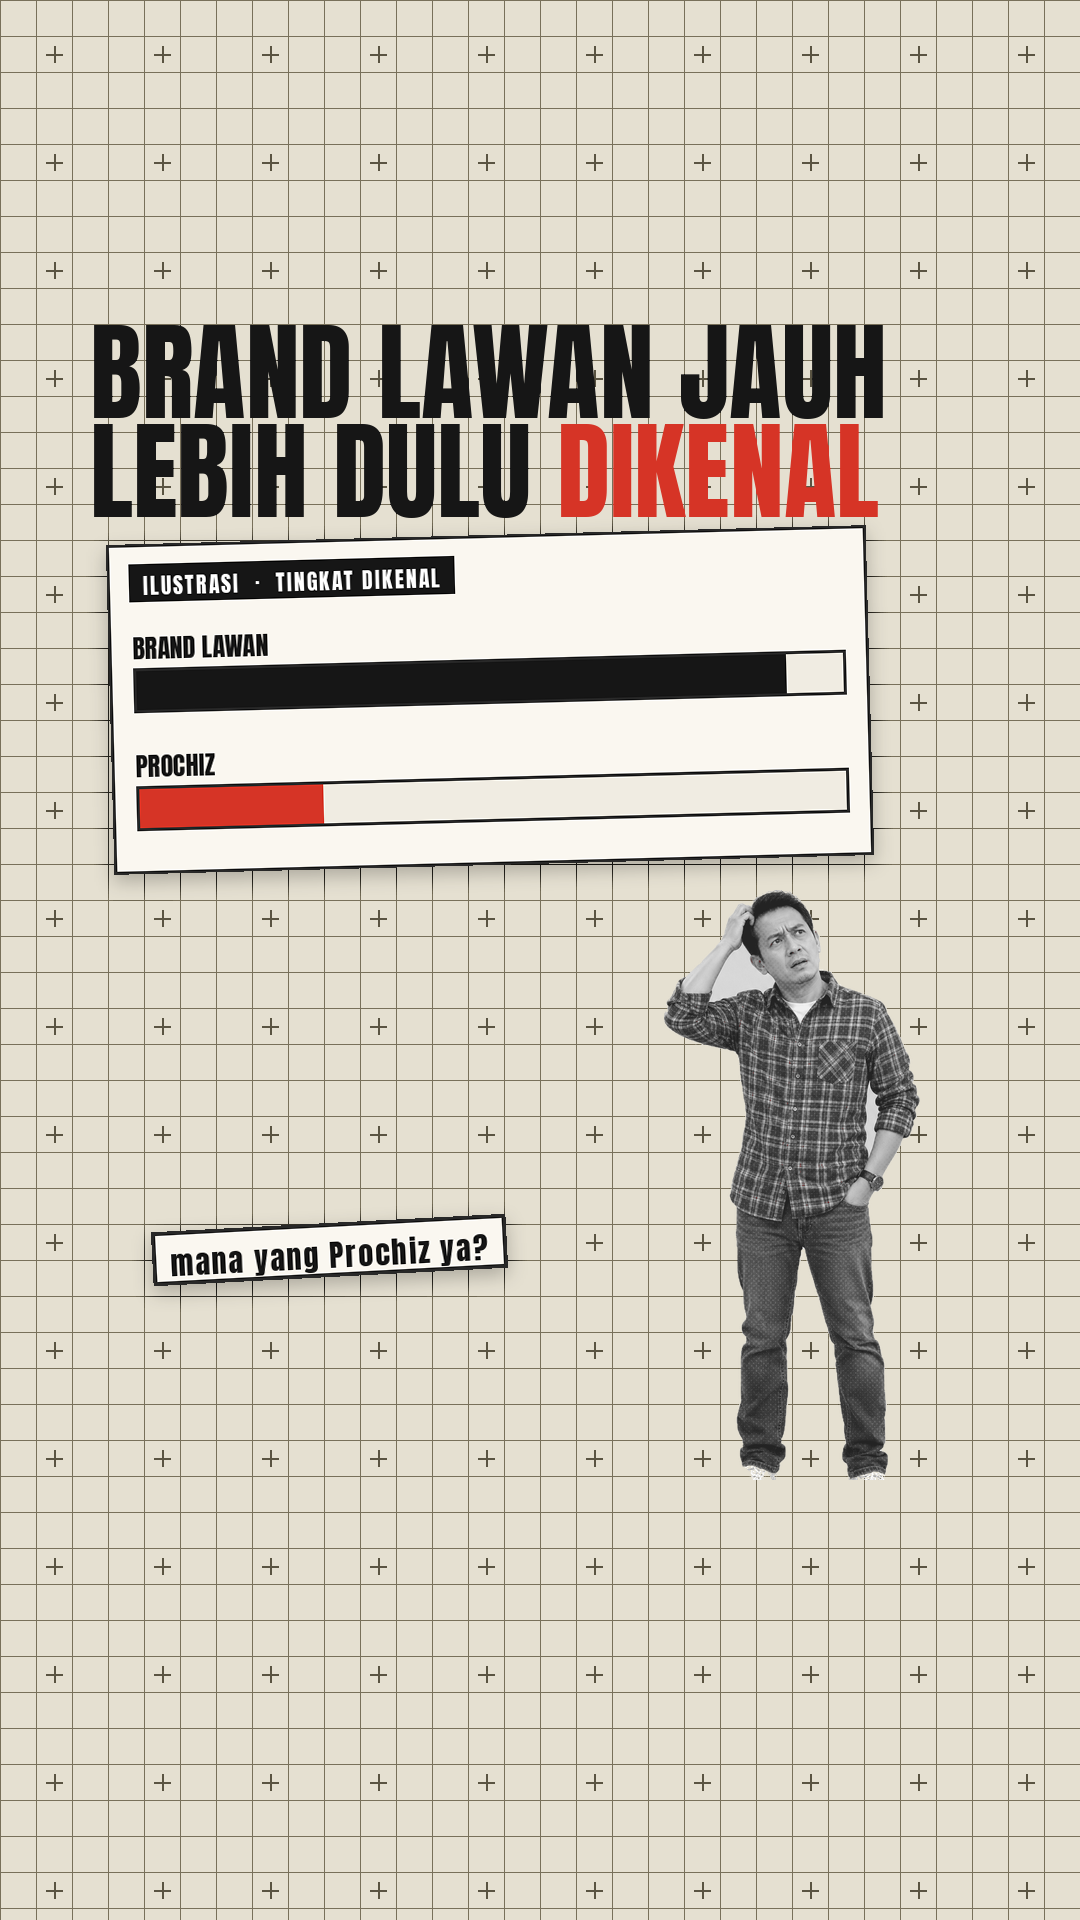 BRAND LAWAN JAUH
LEBIH DULU DIKENAL
ILUSTRASI · TINGKAT DIKENAL
BRAND LAWAN
PROCHIZ
mana yang Prochiz ya?